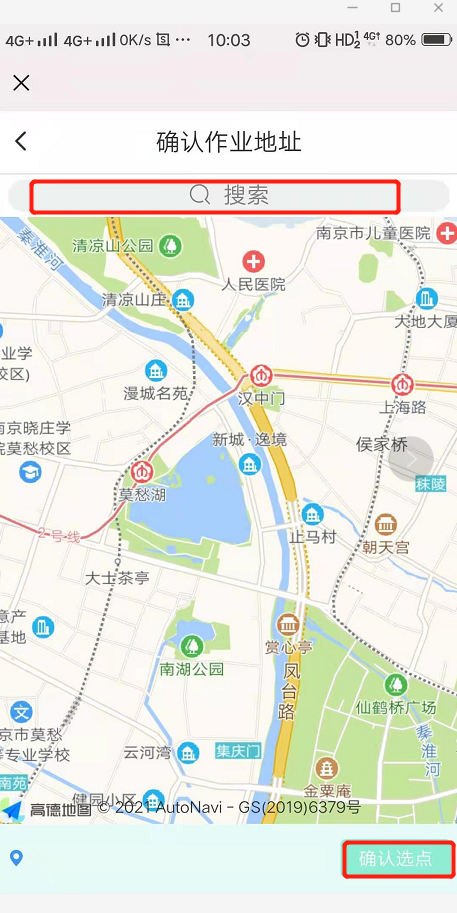 4G+ 4G+ 0K/s ··· 10:03 HD 1 2 4G 80%
确认作业地址
搜索
秦淮河
清凉山公园
南京市儿童医院
人民医院
清凉山庄
大地大厦
业学
校区)
漫城名苑
汉中门
上海路
南京晓庄学
院莫愁校区
新城·逸境
侯家桥
秣陵
莫愁湖
2号线
止马村
朝天宫
大士茶亭
意产
基地
赏心亭
南湖公园
凤台路
仙鹤桥广场
文
京市莫愁
等专业学校
云河湾
集庆门
秦淮河
南苑
金粟庵
健园小区
高德地图 © 2021 AutoNavi - GS(2019)6379号
确认选点